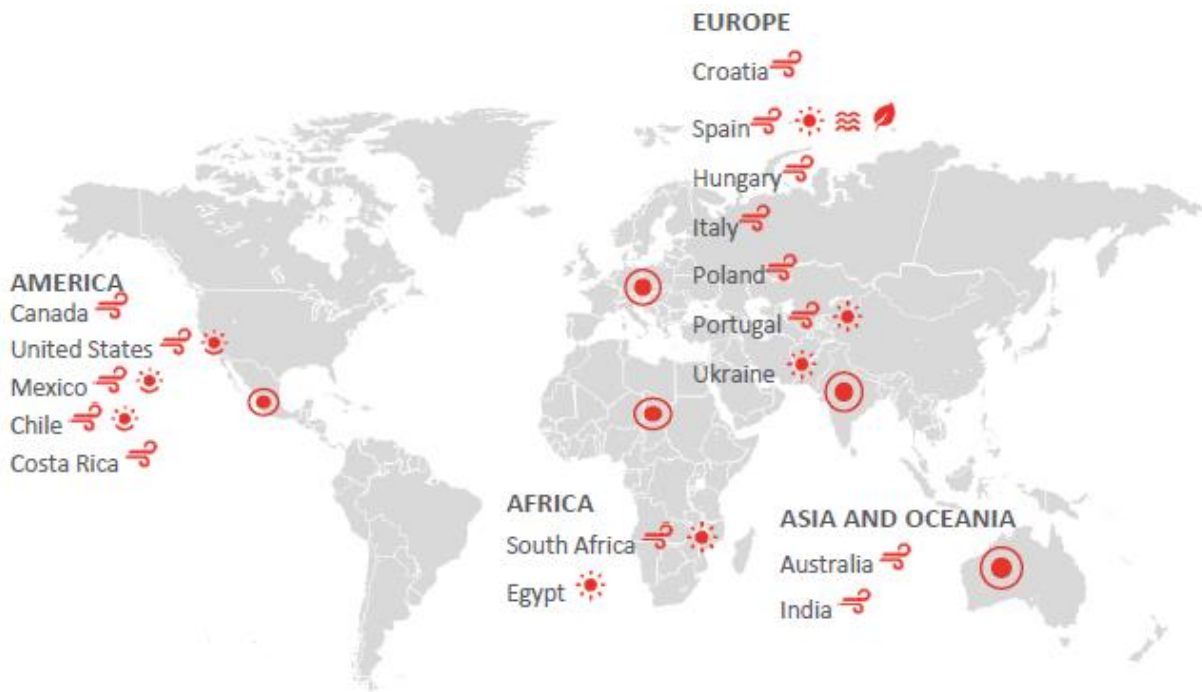 EUROPE
Croatia
Spain
Hungary
Italy
Poland
Portugal
Ukraine
AMERICA
Canada
United States
Mexico
Chile
Costa Rica
AFRICA
South Africa
Egypt
ASIA AND OCEANIA
Australia
India